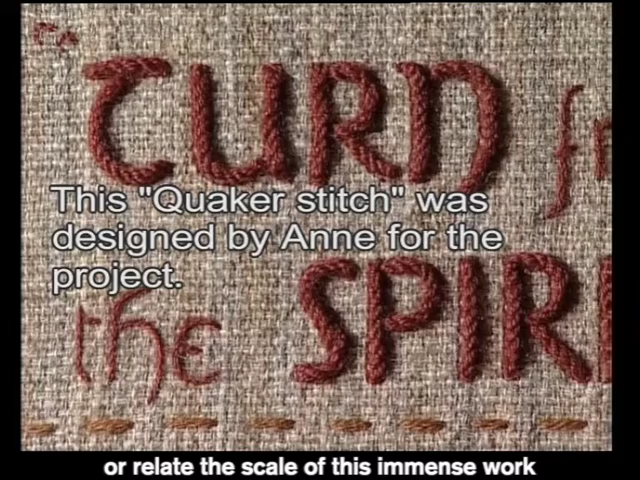 TURN
This "Quaker stitch" was
designed by Anne for the
project.
the SPIR
or relate the scale of this immense work